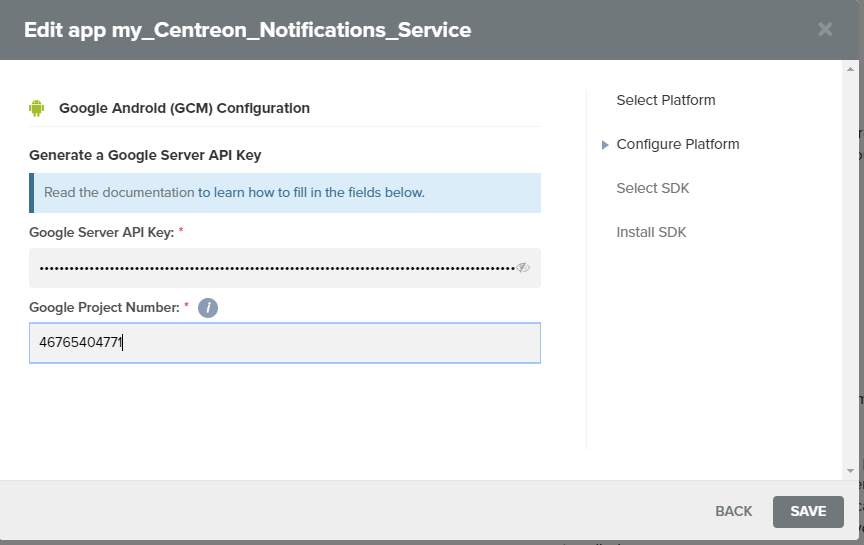 Edit app my_Centreon_Notifications_Service
Google Android (GCM) Configuration
Generate a Google Server API Key
Read the documentation to learn how to fill in the fields below.
Google Server API Key: *
Google Project Number: * i
46765404771
Select Platform
Configure Platform
Select SDK
Install SDK
BACK
SAVE